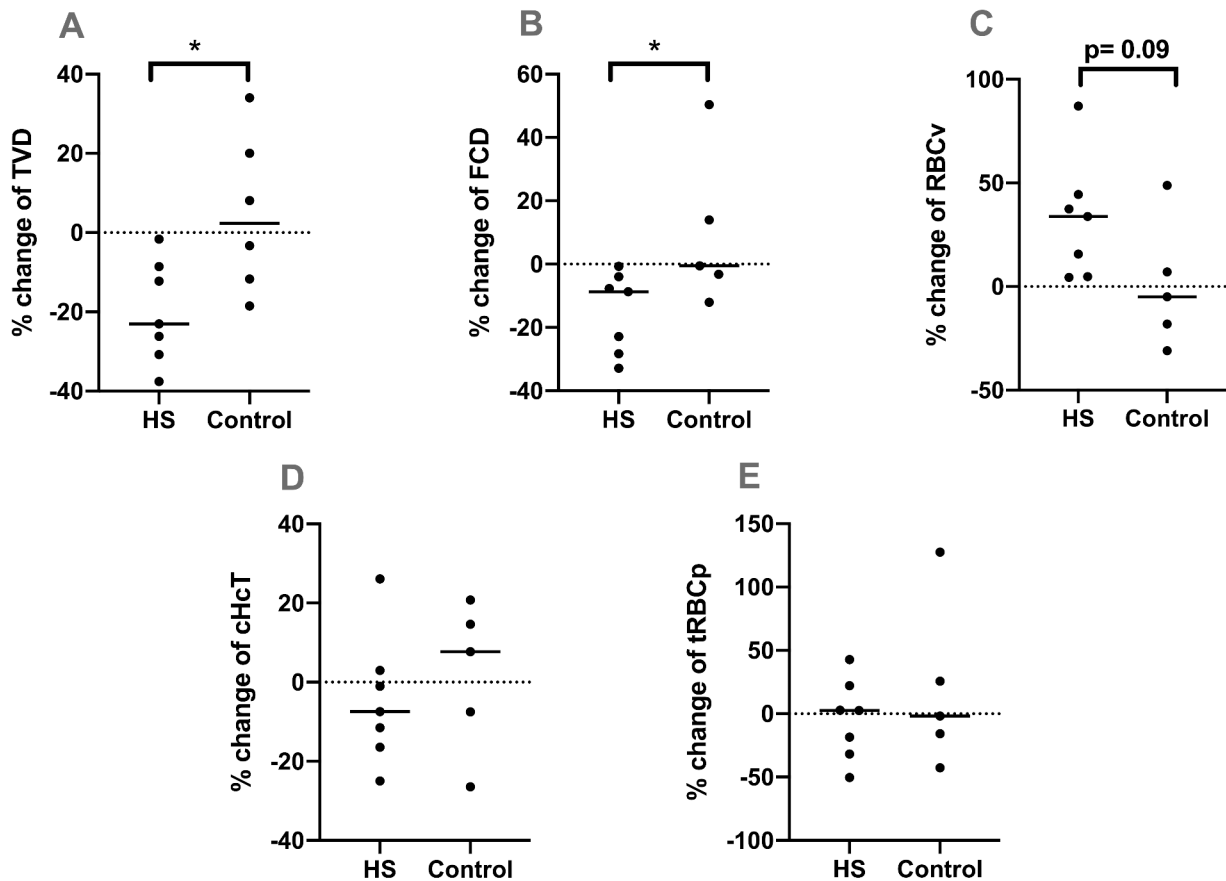 A
*
40
20
0
-20
-40
% change of TVD
HS Control
B
*
60
40
20
0
-20
-40
% change of FCD
HS Control
C
p= 0.09
100
50
0
-50
% change of RBCv
HS Control
D
40
20
0
-20
-40
% change of cHcT
HS Control
E
150
100
50
0
-50
-100
% change of tRBCp
HS Control